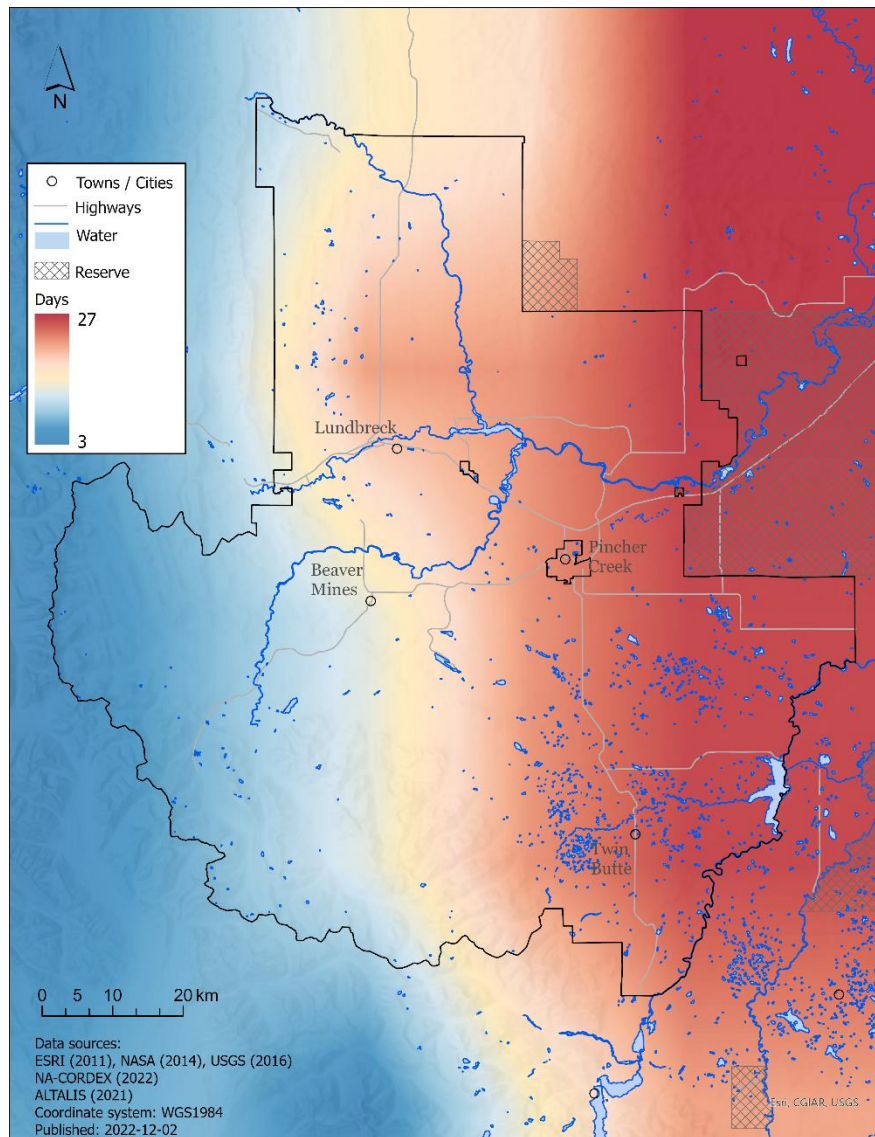 N
Towns / Cities
Highways
Water
Reserve
Days
27
3
Lundbreck
Beaver
Mines
Pincher
Creek
Twin
Butte
0 5 10 20 km
Data sources:
ESRI (2011), NASA (2014), USGS (2016)
NA-CORDEX (2022)
ALTALIS (2021)
Coordinate system: WGS1984
Published: 2022-12-02
Esri, CGIAR, USGS